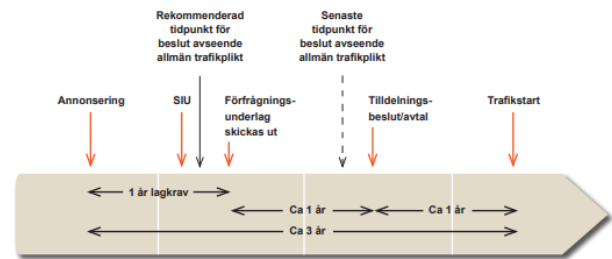 Rekommenderad
tidpunkt för
beslut avseende
allmän trafikplikt
Senaste
tidpunkt för
beslut avseende
allmän trafikplikt
Annonsering
SIU
Förfrågnings-
underlag
skickas ut
Tilldelnings-
beslut/avtal
Trafikstart
1 år lagkrav
Ca 1 år
Ca 1 år
Ca 3 år